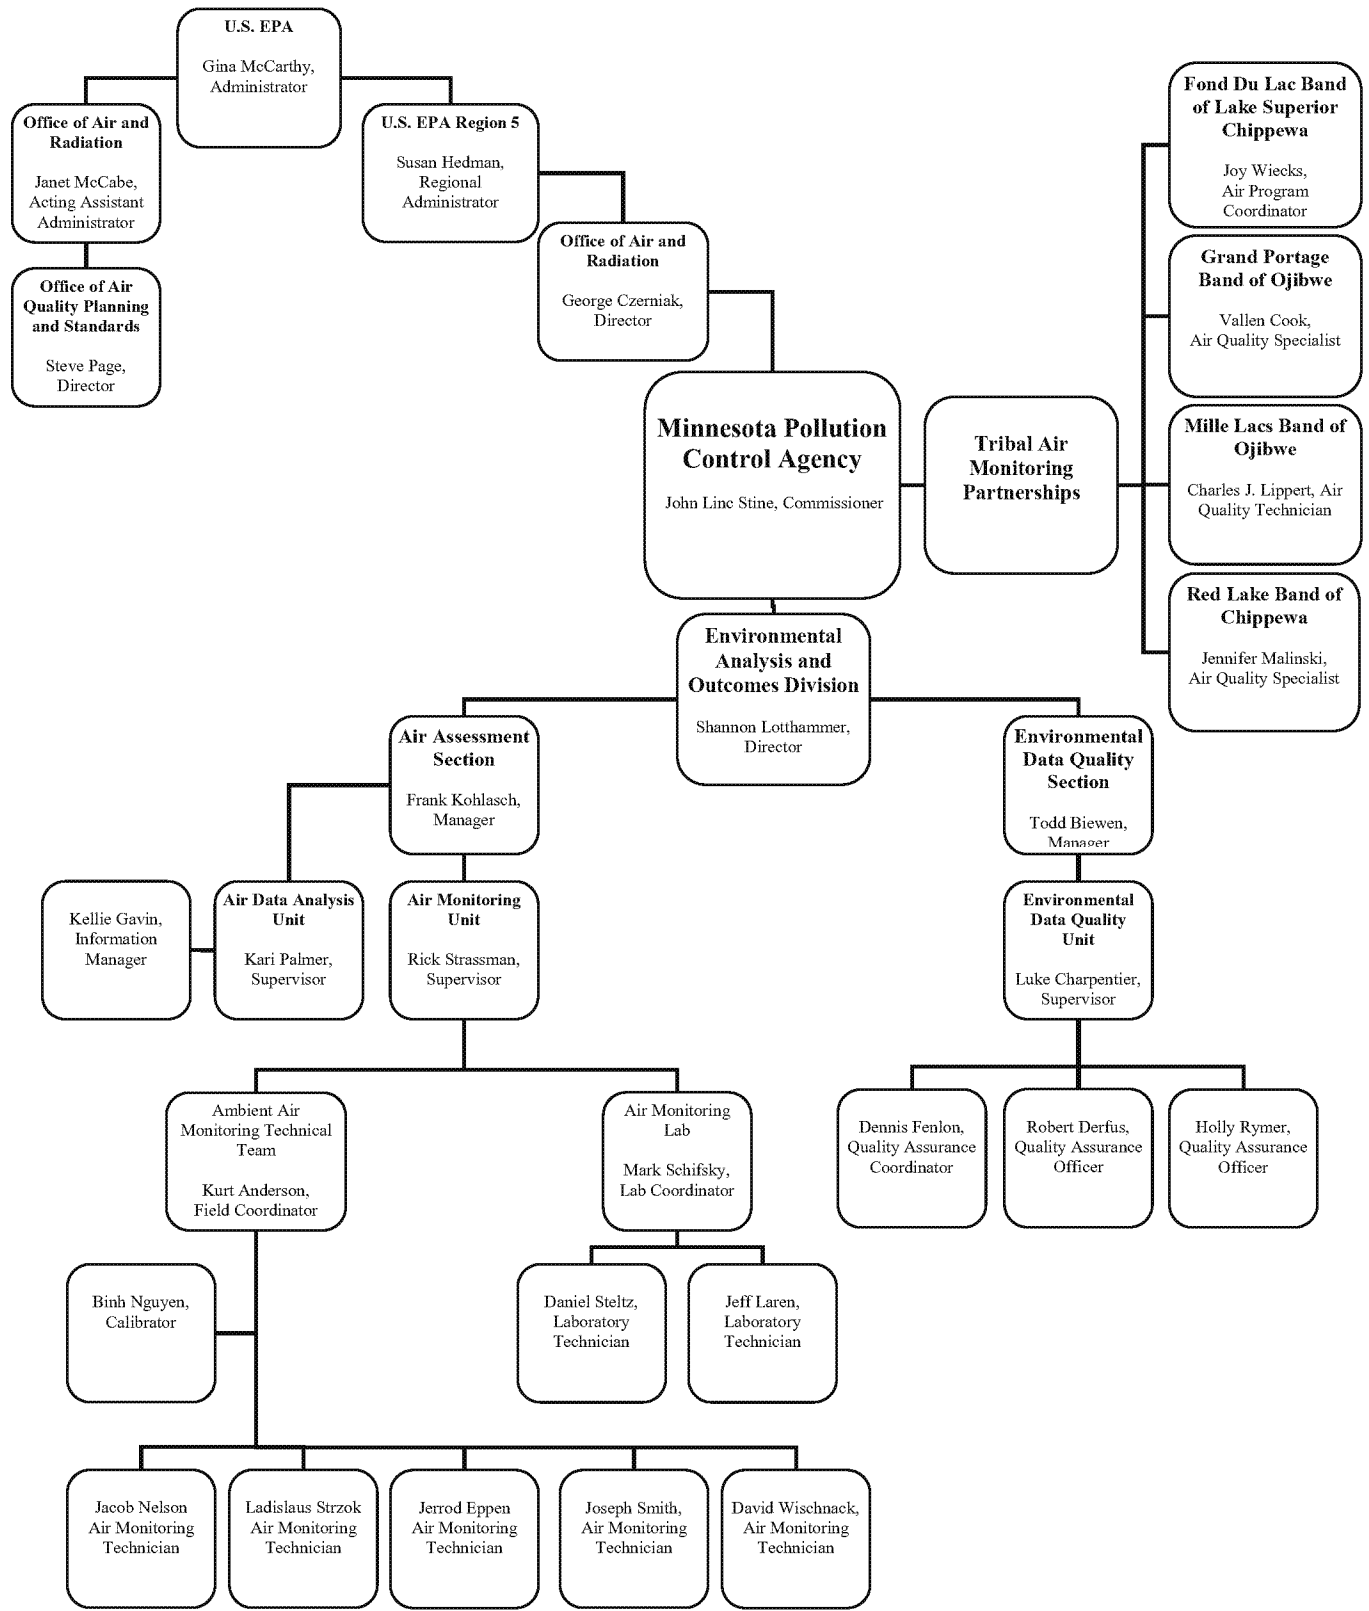 U.S. EPA
Gina McCarthy,
Administrator
Office of Air and
Radiation
Janet McCabe,
Acting Assistant
Administrator
U.S. EPA Region 5
Susan Hedman,
Regional
Administrator
Office of Air
Quality Planning
and Standards
Steve Page,
Director
Office of Air and
Radiation
George Czerniak,
Director
Fond Du Lac Band
of Lake Superior
Chippewa
Joy Wiecks,
Air Program
Coordinator
Grand Portage
Band of Ojibwe
Vallen Cook,
Air Quality Specialist
Minnesota Pollution
Control Agency
John Linc Stine, Commissioner
Tribal Air
Monitoring
Partnerships
Mille Lacs Band of
Ojibwe
Charles J. Lippert, Air
Quality Technician
Red Lake Band of
Chippewa
Jennifer Malinski,
Air Quality Specialist
Environmental
Analysis and
Outcomes Division
Shannon Lotthammer,
Director
Air Assessment
Section
Frank Kohlasch,
Manager
Environmental
Data Quality
Section
Todd Biewen,
Manager
Kellie Gavin,
Information
Manager
Air Data Analysis
Unit
Kari Palmer,
Supervisor
Air Monitoring
Unit
Rick Strassman,
Supervisor
Environmental
Data Quality
Unit
Luke Charpentier,
Supervisor
Ambient Air
Monitoring Technical
Team
Kurt Anderson,
Field Coordinator
Air Monitoring
Lab
Mark Schifsky,
Lab Coordinator
Dennis Fenlon,
Quality Assurance
Coordinator
Robert Derfus,
Quality Assurance
Officer
Holly Rymer,
Quality Assurance
Officer
Binh Nguyen,
Calibrator
Daniel Steltz,
Laboratory
Technician
Jeff Laren,
Laboratory
Technician
Jacob Nelson
Air Monitoring
Technician
Ladislaus Strzok
Air Monitoring
Technician
Jerrod Eppen
Air Monitoring
Technician
Joseph Smith,
Air Monitoring
Technician
David Wischnack,
Air Monitoring
Technician